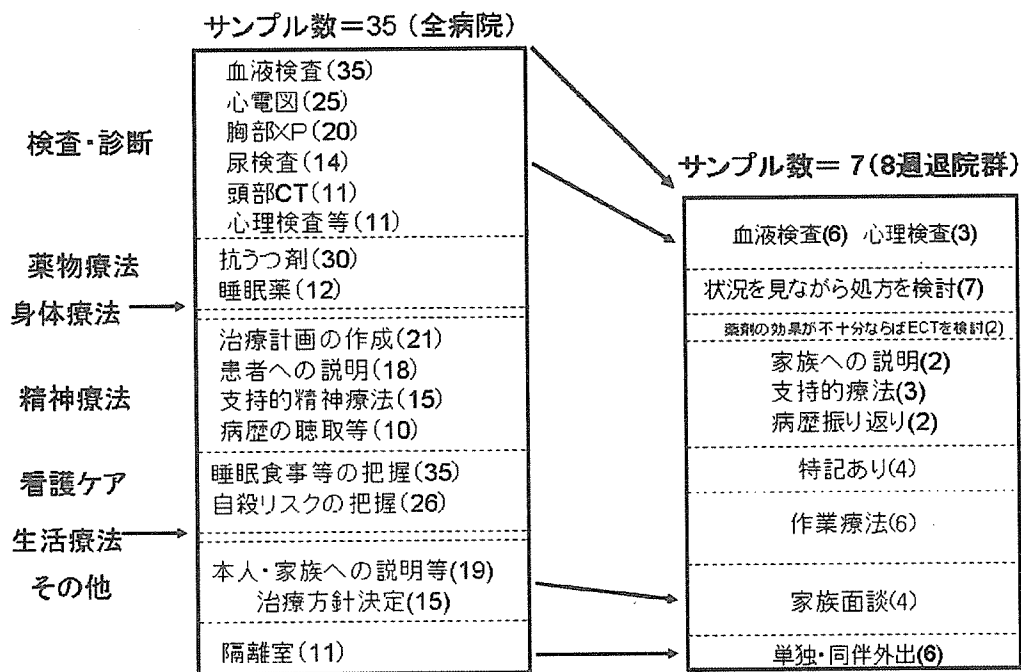 サンプル数=35 (全病院)
検査・診断
薬物療法
身体療法
精神療法
看護ケア
生活療法
その他
血液検査(35)
心電図(25)
胸部XP(20)
尿検査(14)
頭部CT(11)
心理検査等(11)
抗うつ剤(30)
睡眠薬(12)
治療計画の作成(21)
患者への説明(18)
支持的精神療法(15)
病歴の聴取等(10)
睡眠食事等の把握(35)
自殺リスクの把握(26)
本人・家族への説明等(19)
治療方針決定(15)
隔離室(11)
サンプル数= 7(8週退院群)
血液検査(6) 心理検査(3)
状況を見ながら処方を検討(7)
薬剤の効果が不十分ならばECTを検討(2)
家族への説明(2)
支持的療法(3)
病歴振り返り(2)
特記あり(4)
作業療法(6)
家族面談(4)
単独・同伴外出(6)